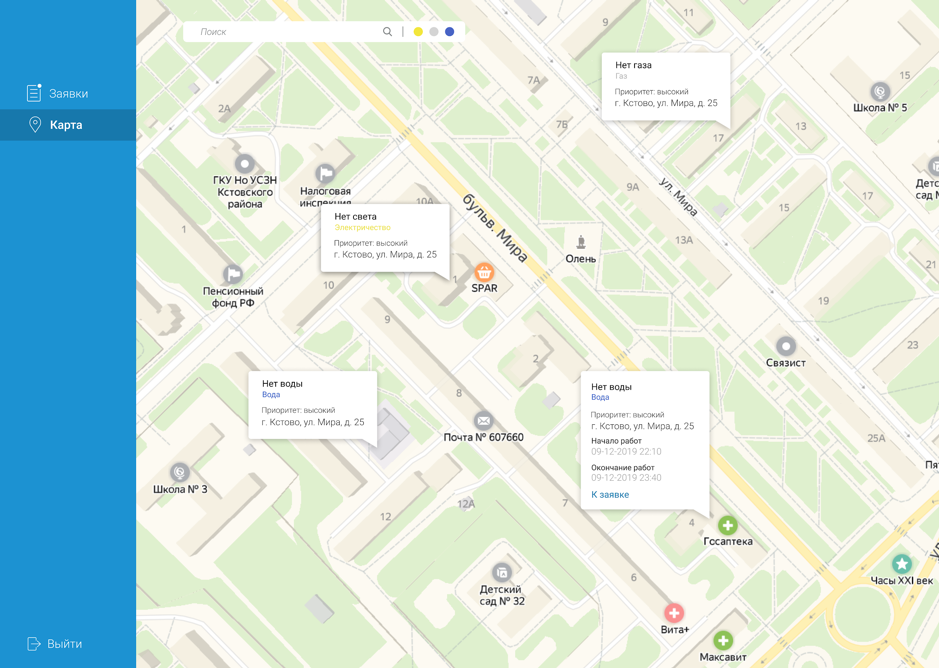 Заявки
Карта
Выйти
Поиск
Нет газа
Газ
Приоритет: высокий
г. Кстово, ул. Мира, д. 25
Нет света
Электричество
Приоритет: высокий
г. Кстово, ул. Мира, д. 25
Нет воды
Вода
Приоритет: высокий
г. Кстово, ул. Мира, д. 25
Нет воды
Вода
Приоритет: высокий
г. Кстово, ул. Мира, д. 25
Начало работ
09-12-2019 22:10
Окончание работ
09-12-2019 23:40
К заявке
9
11
7А
15
Школа № 5
2А
7Б
13
ГКУ Но УСЗН
Кстовского
района
Налоговая
инспекция
10А
9А
ул. Мира
15
17
Детс
сад №
1
бульв. Мира
13А
Олень
Пенсионный
фонд РФ
10
1
SPAR
19
9
2
Связист
23
8
Почта № 607660
25А
Школа № 3
12
12А
7
4
Госаптека
Детский
сад № 32
6
Часы XXI век
Вита+
Максавит